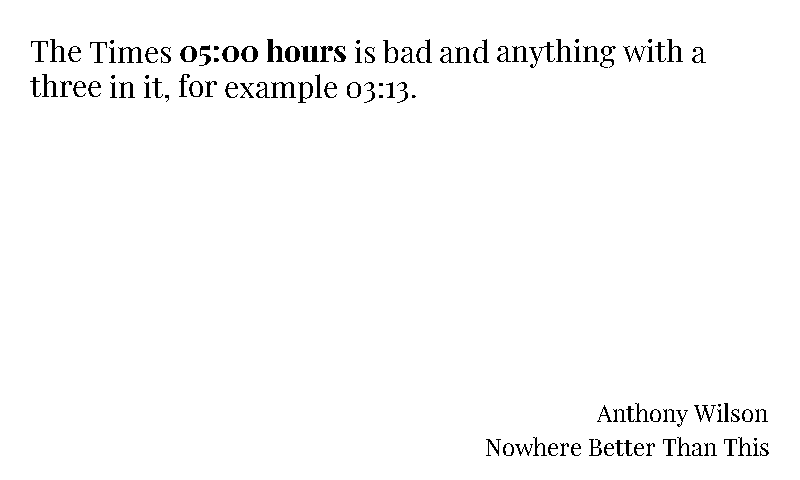 The Times 05:00 hours is bad and anything with a
three in it, for example 03:13.
Anthony Wilson
Nowhere Better Than This